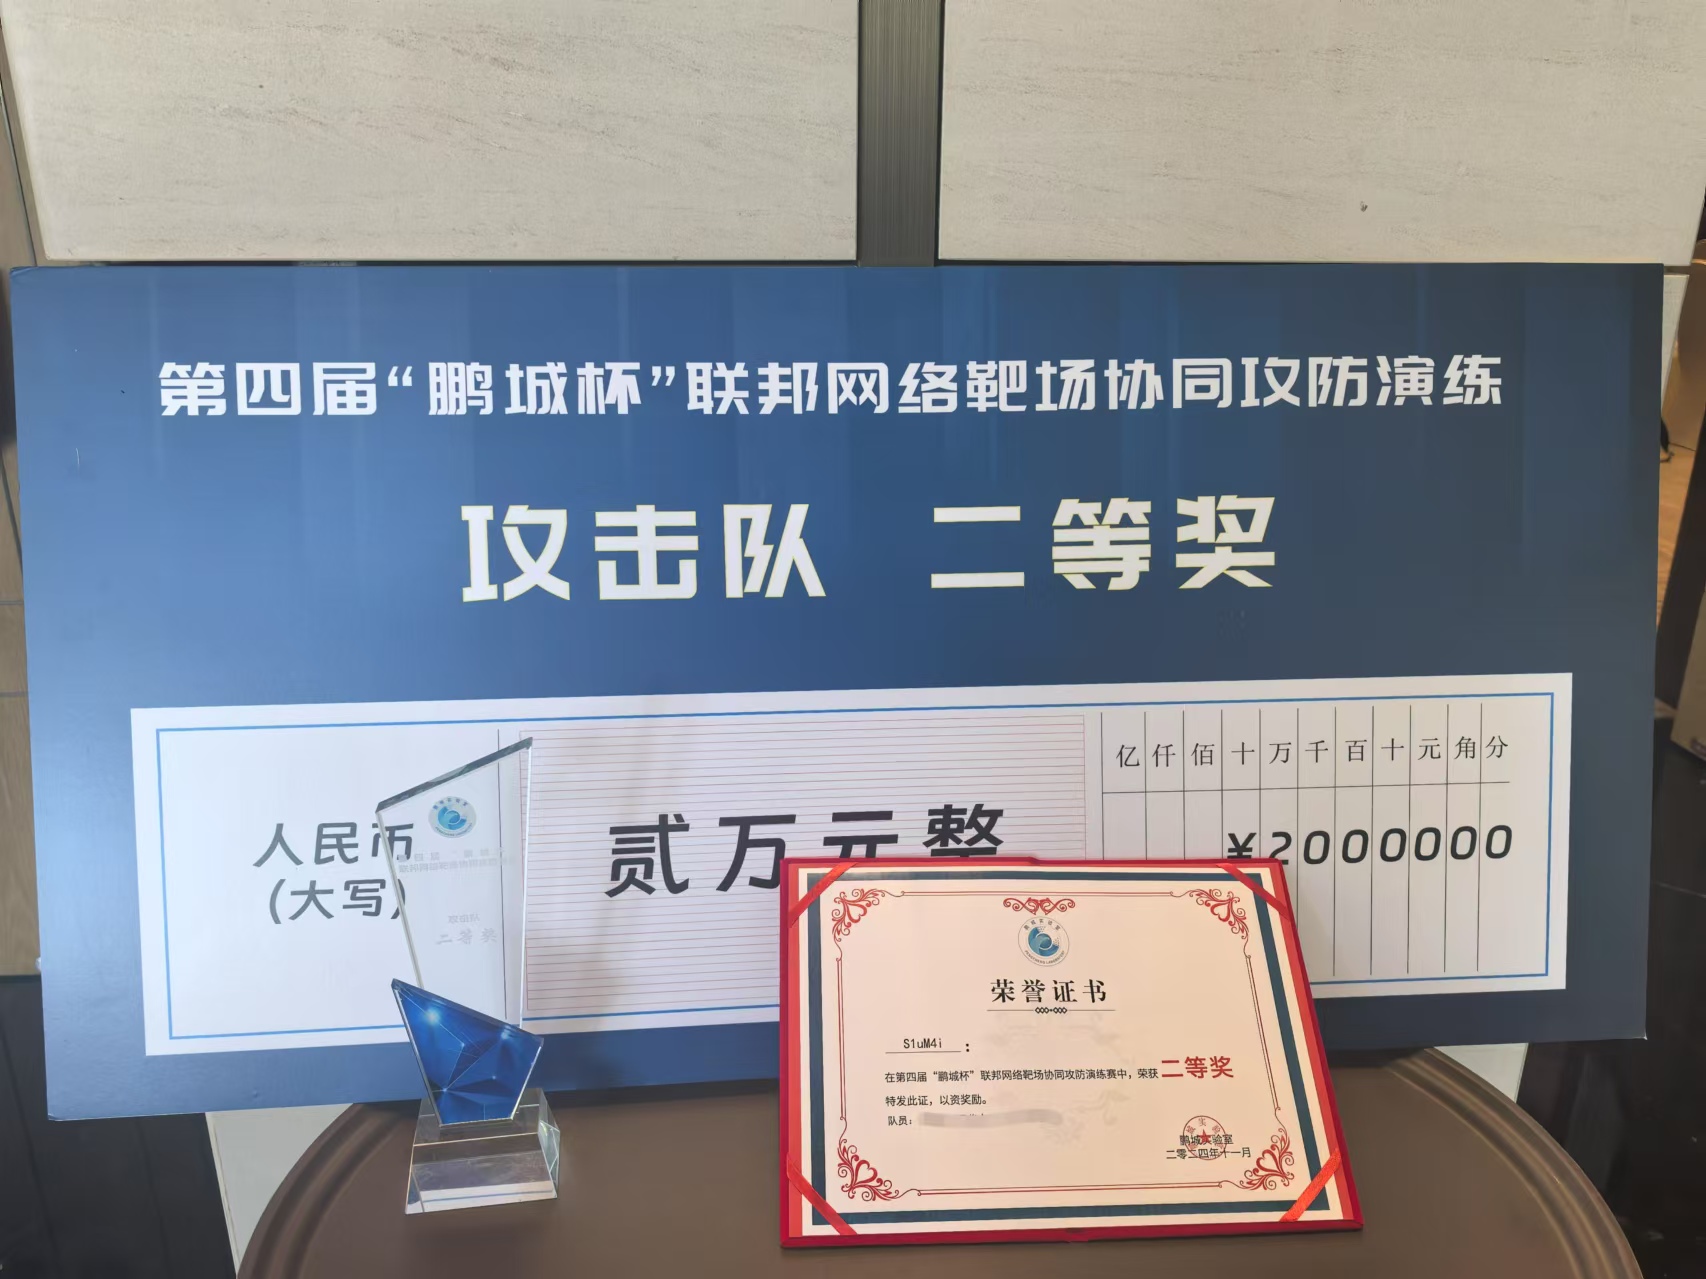 第四届“鹏城杯”联邦网络靶场协同攻防演练
攻击队 二等奖
人民币
(大写)
贰万元整
亿仟佰十万千百十元角分
¥2000000
攻击队
二等奖
荣誉证书
S1uM4i：
在第四届“鹏城杯”联邦网络靶场协同攻防演练赛中，荣获二等奖
特发此证，以资奖励。
队员：
鹏城实验室
二零二四年十一月